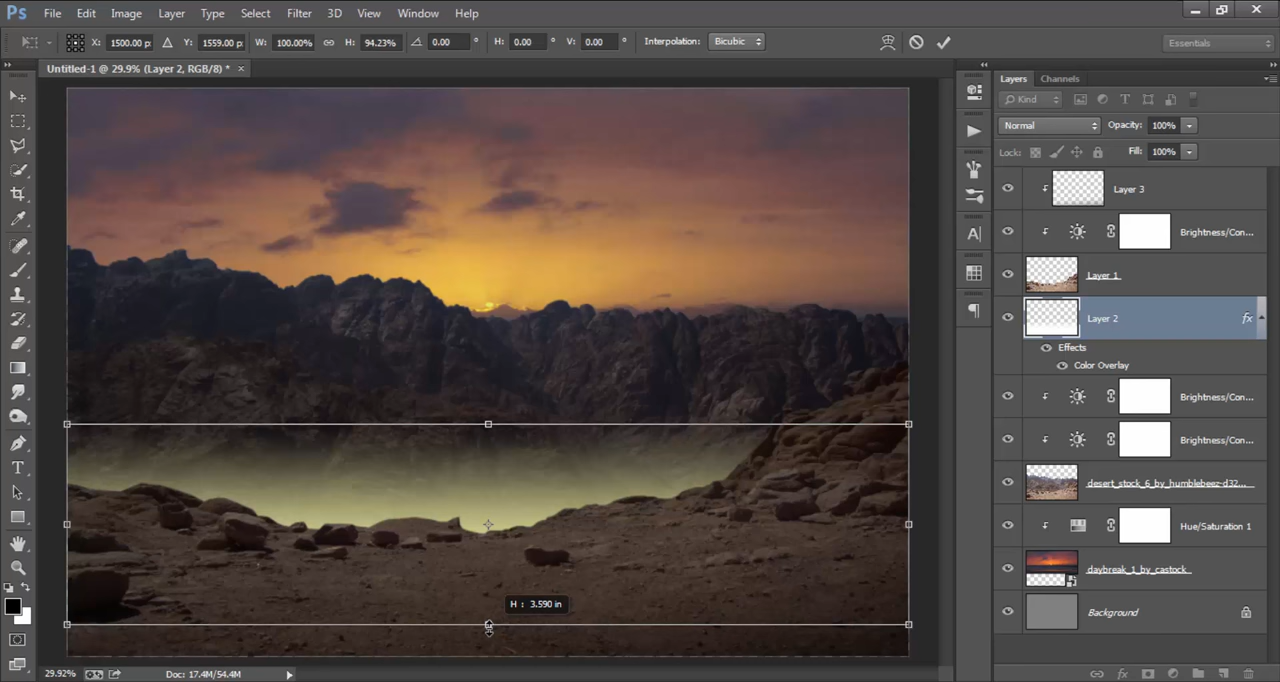 Ps File Edit Image Layer Type Select Filter 3D View Window Help
X: 1500.00 p: Y: 1559.00 p: W: 100.00% H: 94.23% 0.00 ° H: 0.00 ° V: 0.00 ° Interpolation: Bicubic Essentials
Untitled-1 @ 29.9% (Layer 2, RGB/8) * ×
Layers Channels
Kind
Normal Opacity: 100%
Lock: Fill: 100%
Layer 3
Brightness/Con...
Layer 1
Layer 2 fx
Effects
Color Overlay
Brightness/Con...
Brightness/Con...
desert_stock_6_by_humblebeez-d32...
Hue/Saturation 1
daybreak_1_by_castock
Background
H : 3.590 in
29.92% Doc: 17.4M/54.4M